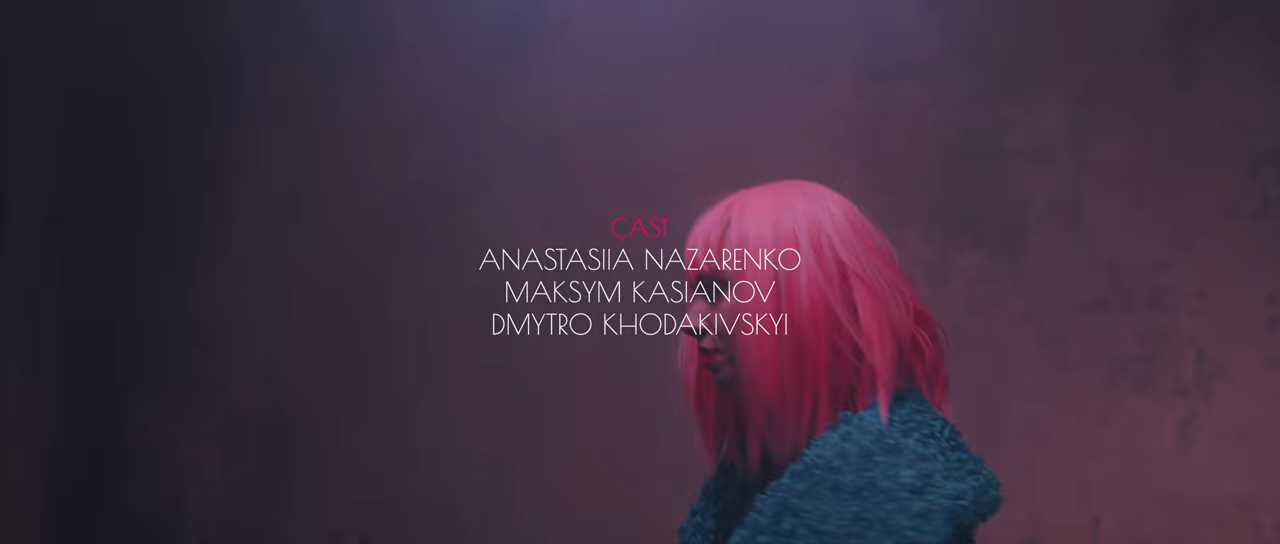 CAST
ANASTASIIA NAZARENKO
MAKSYM KASIANOV
DMYTRO KHODAKIVSKYI